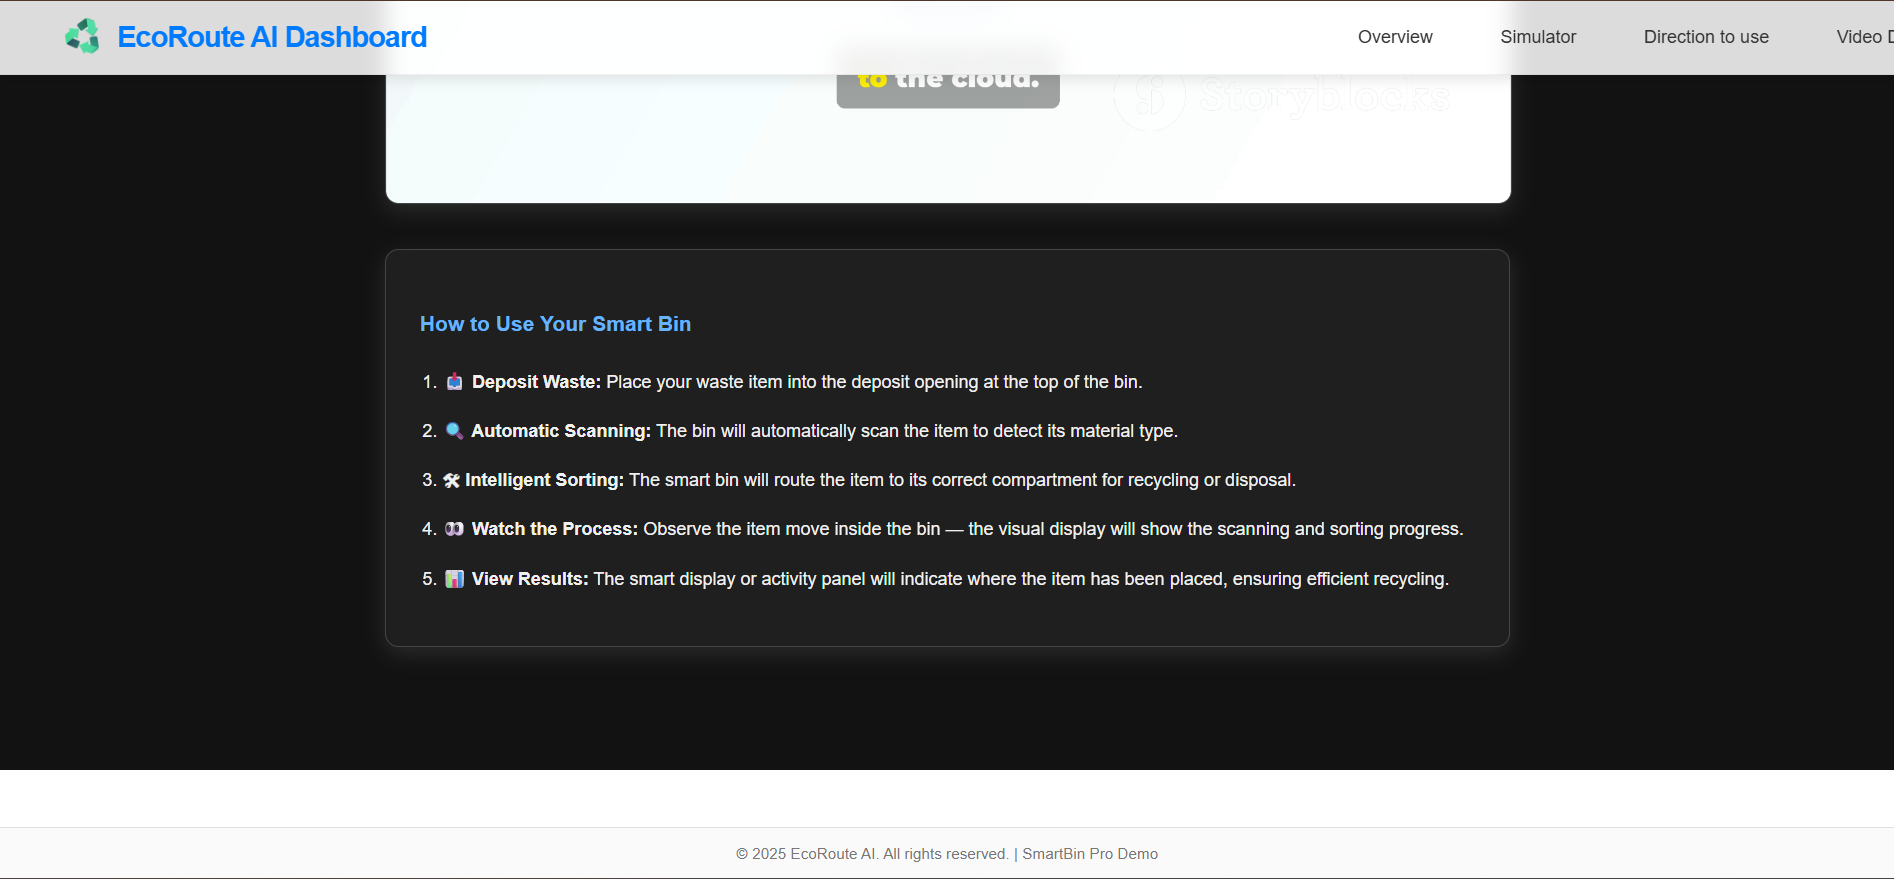 EcoRoute AI Dashboard
Overview
Simulator
Direction to use
Video D
to the cloud.
Storyblocks
How to Use Your Smart Bin
1. 📥 Deposit Waste: Place your waste item into the deposit opening at the top of the bin.
2. 🔍 Automatic Scanning: The bin will automatically scan the item to detect its material type.
3. 🛠 Intelligent Sorting: The smart bin will route the item to its correct compartment for recycling or disposal.
4. 👀 Watch the Process: Observe the item move inside the bin — the visual display will show the scanning and sorting progress.
5. 📊 View Results: The smart display or activity panel will indicate where the item has been placed, ensuring efficient recycling.
© 2025 EcoRoute AI. All rights reserved. | SmartBin Pro Demo